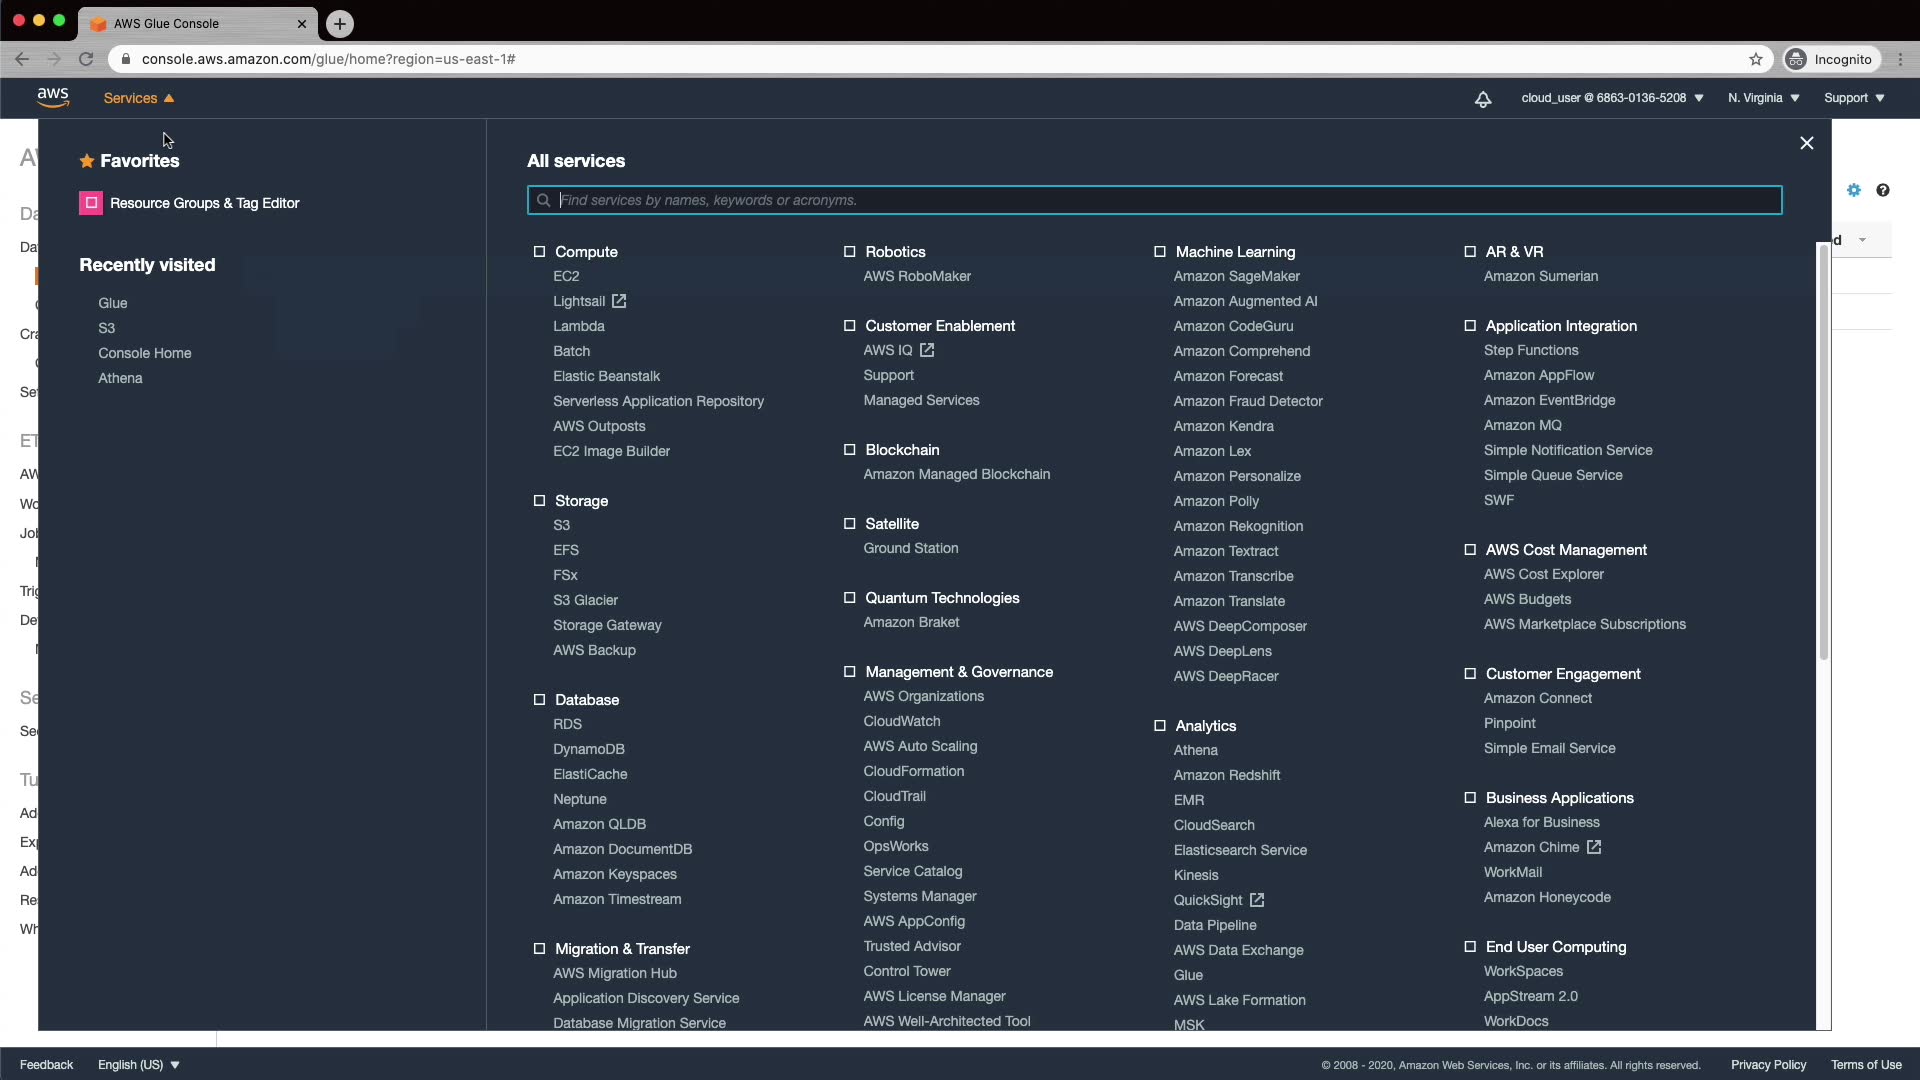 AWS Glue Console
console.aws.amazon.com/glue/home?region=us-east-1#
Incognito
aws
Services
cloud_user @ 6863-0136-5208
N. Virginia
Support
Favorites
Resource Groups & Tag Editor
Recently visited
Glue
S3
Console Home
Athena
All services
Find services by names, keywords or acronyms.
Compute
EC2
Lightsail
Lambda
Batch
Elastic Beanstalk
Serverless Application Repository
AWS Outposts
EC2 Image Builder
Storage
S3
EFS
FSx
S3 Glacier
Storage Gateway
AWS Backup
Database
RDS
DynamoDB
ElastiCache
Neptune
Amazon QLDB
Amazon DocumentDB
Amazon Keyspaces
Amazon Timestream
Migration & Transfer
AWS Migration Hub
Application Discovery Service
Database Migration Service
Robotics
AWS RoboMaker
Customer Enablement
AWS IQ
Support
Managed Services
Blockchain
Amazon Managed Blockchain
Satellite
Ground Station
Quantum Technologies
Amazon Braket
Management & Governance
AWS Organizations
CloudWatch
AWS Auto Scaling
CloudFormation
CloudTrail
Config
OpsWorks
Service Catalog
Systems Manager
AWS AppConfig
Trusted Advisor
Control Tower
AWS License Manager
AWS Well-Architected Tool
Machine Learning
Amazon SageMaker
Amazon Augmented AI
Amazon CodeGuru
Amazon Comprehend
Amazon Forecast
Amazon Fraud Detector
Amazon Kendra
Amazon Lex
Amazon Personalize
Amazon Polly
Amazon Rekognition
Amazon Textract
Amazon Transcribe
Amazon Translate
AWS DeepComposer
AWS DeepLens
AWS DeepRacer
Analytics
Athena
Amazon Redshift
EMR
CloudSearch
Elasticsearch Service
Kinesis
QuickSight
Data Pipeline
AWS Data Exchange
Glue
AWS Lake Formation
MSK
AR & VR
Amazon Sumerian
Application Integration
Step Functions
Amazon AppFlow
Amazon EventBridge
Amazon MQ
Simple Notification Service
Simple Queue Service
SWF
AWS Cost Management
AWS Cost Explorer
AWS Budgets
AWS Marketplace Subscriptions
Customer Engagement
Amazon Connect
Pinpoint
Simple Email Service
Business Applications
Alexa for Business
Amazon Chime
WorkMail
Amazon Honeycode
End User Computing
WorkSpaces
AppStream 2.0
WorkDocs
Feedback
English (US)
© 2008 - 2020, Amazon Web Services, Inc. or its affiliates. All rights reserved.
Privacy Policy
Terms of Use